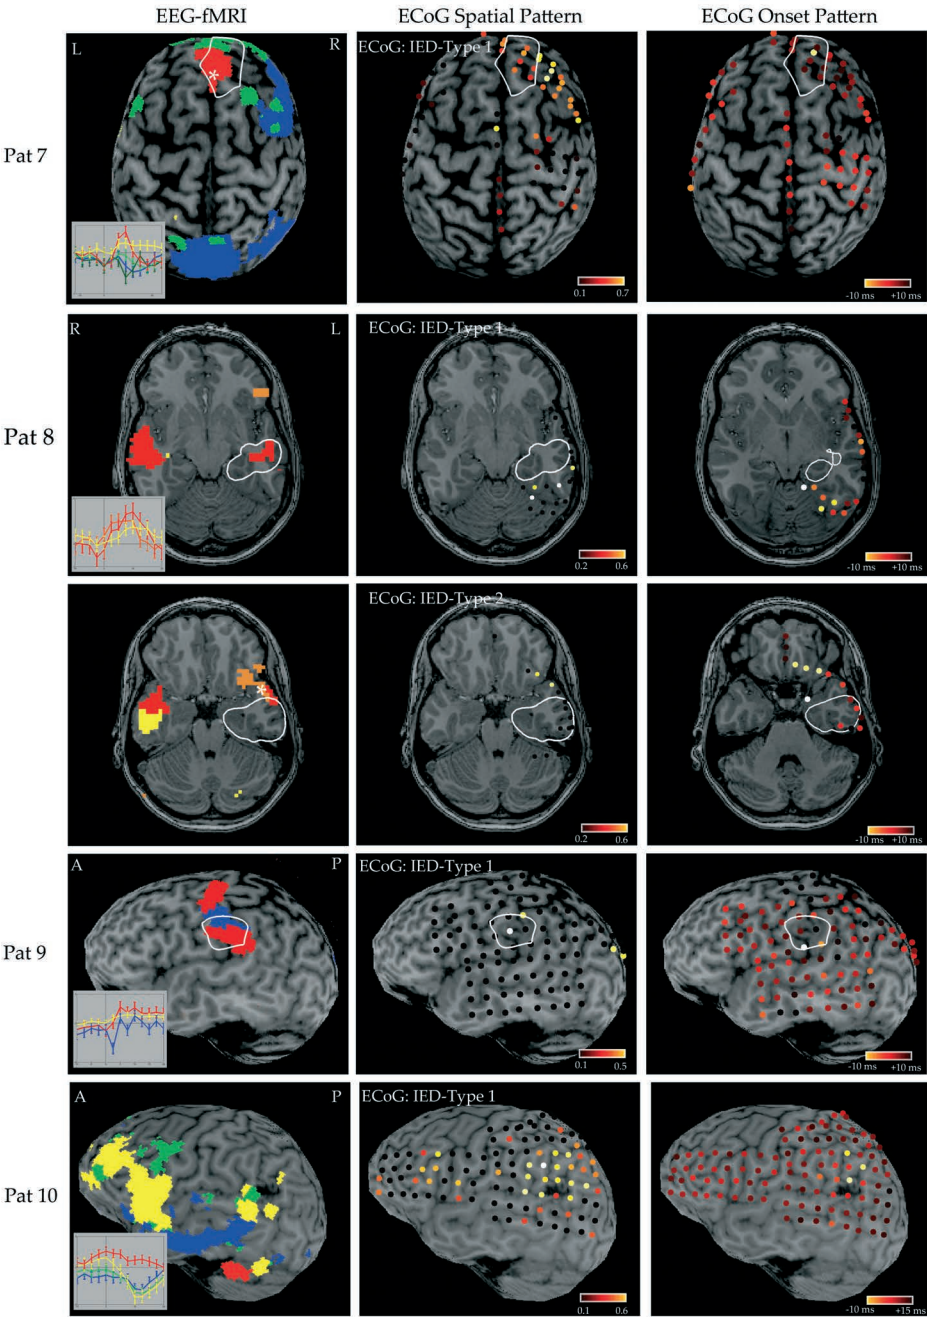 EEG-fMRI ECoG Spatial Pattern ECoG Onset Pattern
L R ECoG: IED-Type 1
Pat 7
0.1 0.7 -10 ms +10 ms
R L ECoG: IED-Type 1
Pat 8
0.2 0.6 -10 ms +10 ms
ECoG: IED-Type 2
*
0.2 0.6 -10 ms +10 ms
A P ECoG: IED-Type 1
Pat 9
0.1 0.5 -10 ms +10 ms
A P ECoG: IED-Type 1
Pat 10
0.1 0.6 -10 ms +15 ms